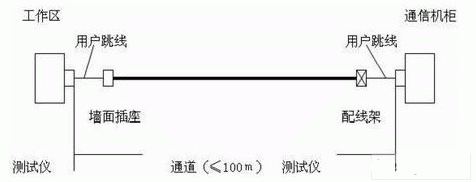 工作区 通信机柜
用户跳线 用户跳线
墙面插座 配线架
测试仪 通道(≤100m) 测试仪